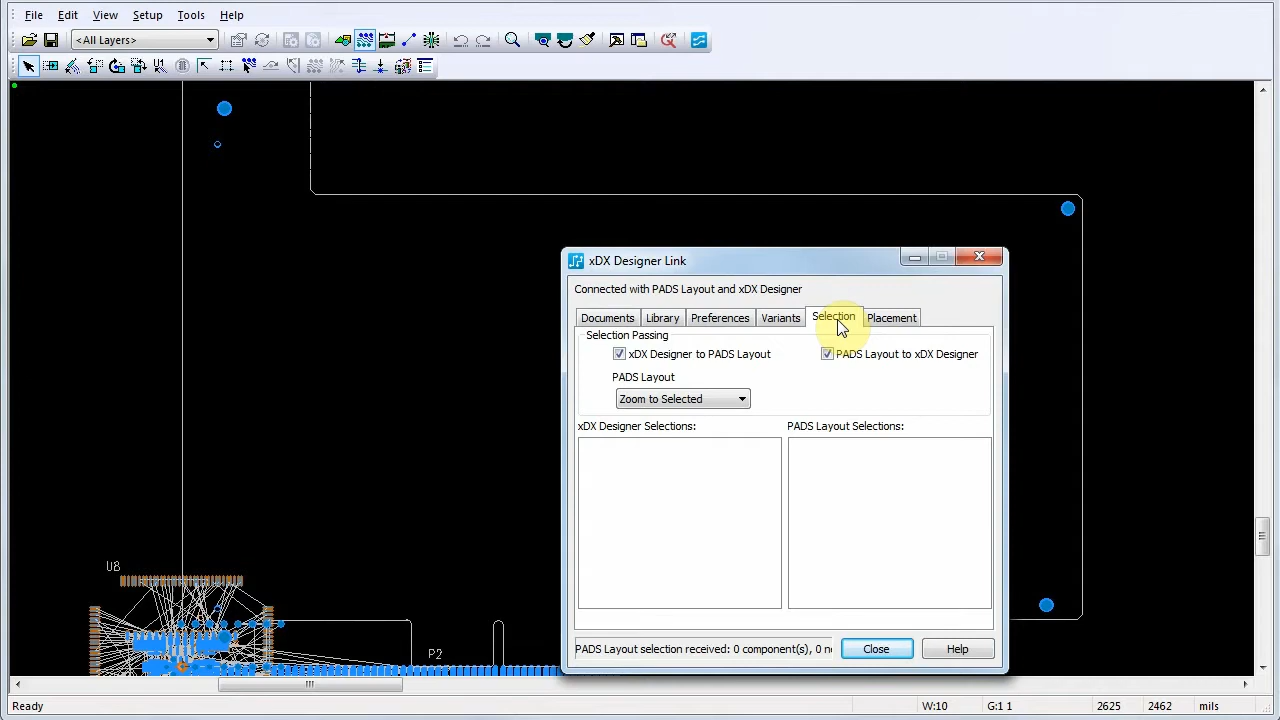 File Edit View Setup Tools Help
<All Layers>
xDX Designer Link
Connected with PADS Layout and xDX Designer
Documents Library Preferences Variants Selection Placement
Selection Passing
xDX Designer to PADS Layout PADS Layout to xDX Designer
PADS Layout
Zoom to Selected
xDX Designer Selections: PADS Layout Selections:
U8
P2
PADS Layout selection received: 0 component(s), 0 n
Close Help
Ready W:10 G:1 1 2625 2462 mils